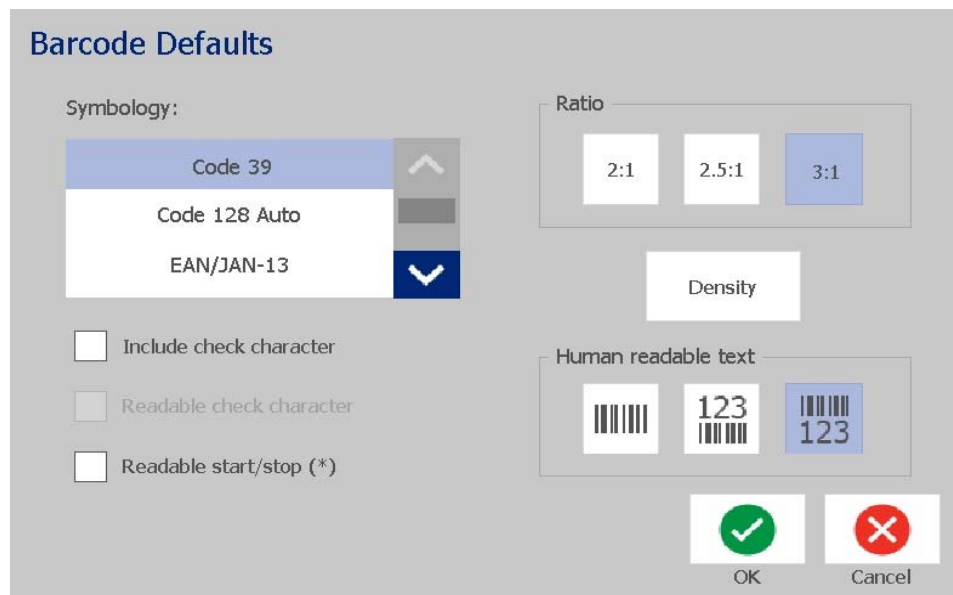 Barcode Defaults
Symbology:
Code 39
Code 128 Auto
EAN/JAN-13
Include check character
Readable check character
Readable start/stop (*)
Ratio
2:1 2.5:1 3:1
Density
Human readable text
123
123
OK Cancel